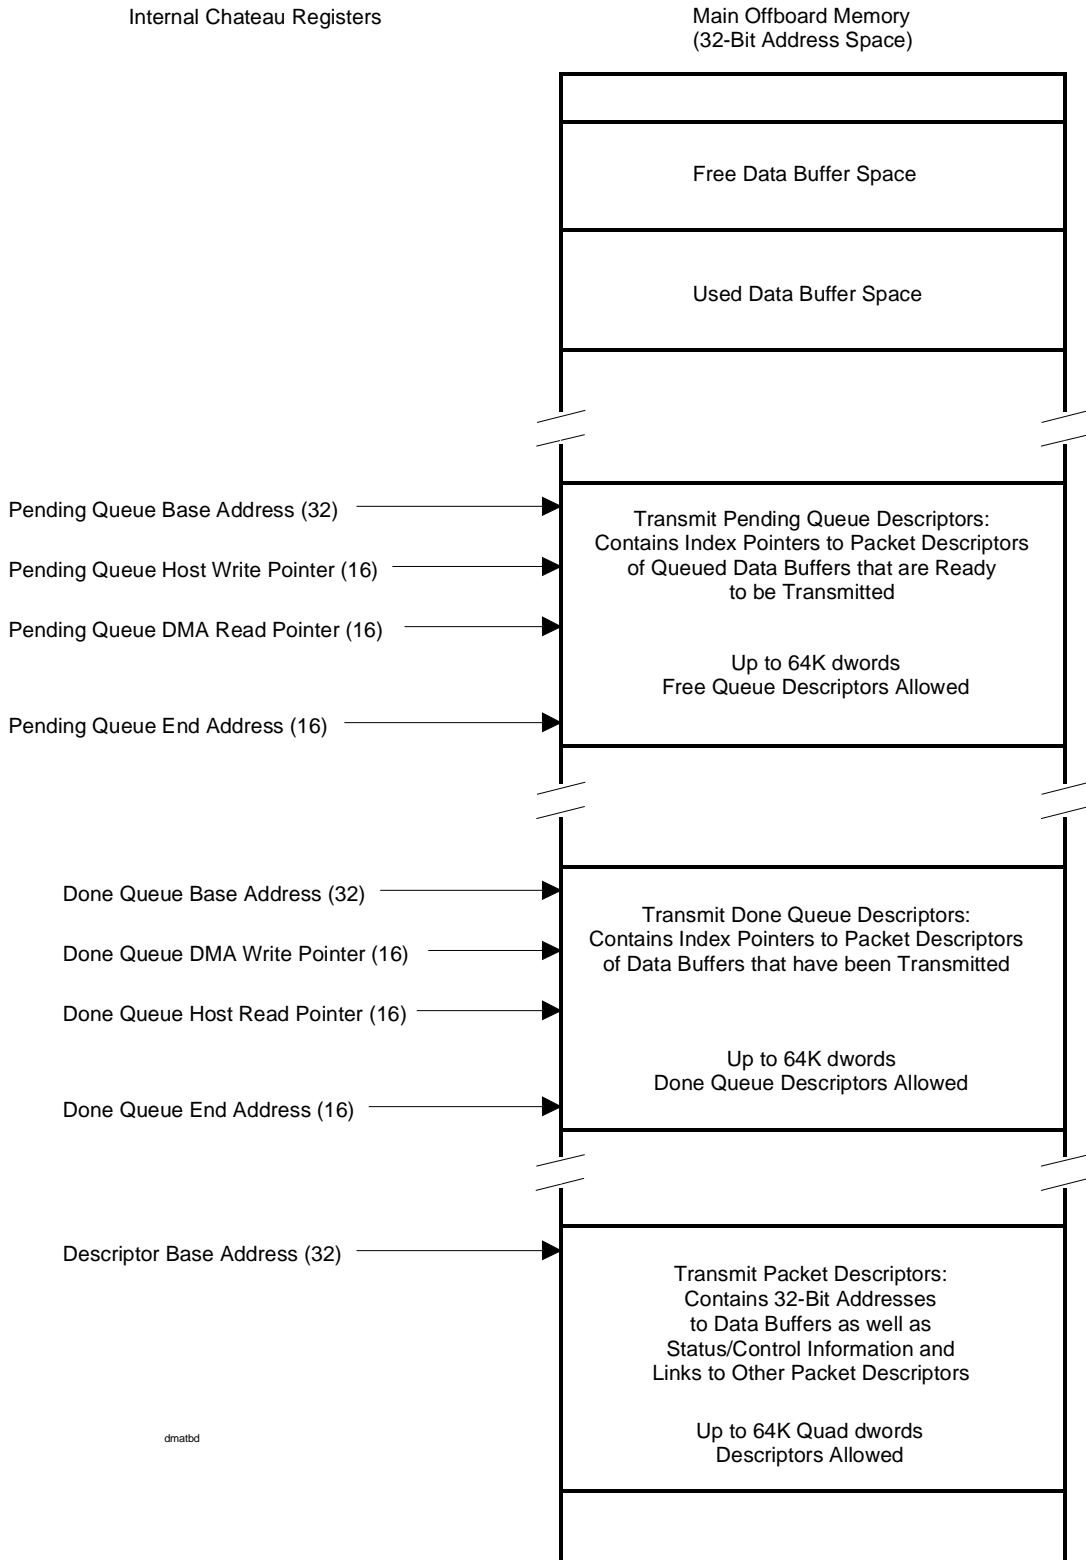 Internal Chateau Registers
Main Offboard Memory
(32-Bit Address Space)
Free Data Buffer Space
Used Data Buffer Space
Pending Queue Base Address (32)
Pending Queue Host Write Pointer (16)
Pending Queue DMA Read Pointer (16)
Pending Queue End Address (16)
Transmit Pending Queue Descriptors:
Contains Index Pointers to Packet Descriptors
of Queued Data Buffers that are Ready
to be Transmitted
Up to 64K dwords
Free Queue Descriptors Allowed
Done Queue Base Address (32)
Done Queue DMA Write Pointer (16)
Done Queue Host Read Pointer (16)
Done Queue End Address (16)
Transmit Done Queue Descriptors:
Contains Index Pointers to Packet Descriptors
of Data Buffers that have been Transmitted
Up to 64K dwords
Done Queue Descriptors Allowed
Descriptor Base Address (32)
Transmit Packet Descriptors:
Contains 32-Bit Addresses
to Data Buffers as well as
Status/Control Information and
Links to Other Packet Descriptors
Up to 64K Quad dwords
Descriptors Allowed
dmatbd